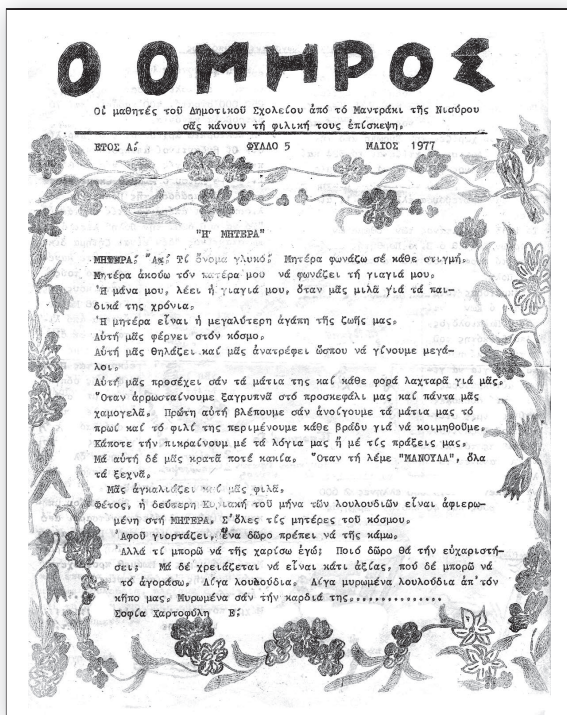 Ο ΟΜΗΡΟΣ
Οἱ μαθητές τοῦ Δημοτικοῦ Σχολείου ἀπό τό Μαντράκι τῆς Νισύρου
σᾶς κάνουν τή φιλική τους ἐπίσκεψη.
ΕΤΟΣ Α΄ ΦΥΛΛΟ 5 ΜΑΙΟΣ 1977
"Η' ΜΗΤΕΡΑ"
ΜΗΤΕΡΑ! "Αχ! Τί ὄνομα γλυκό! Μητέρα φωνάζω σέ κάθε στιγμή.
Μητέρα ἀκούω τόν πατέρα μου νά φωνάζει τή γιαγιά μου.
Ἡ μάνα μου, λέει ἡ γιαγιά μου, ὅταν μᾶς μιλᾶ γιά τά παι-
δικά της χρόνια.
Ἡ μητέρα εἶναι ἡ μεγαλύτερη ἀγάπη τῆς ζωῆς μας.
Αὐτή μᾶς φέρνει στόν κόσμο.
Αὐτή μᾶς θηλάζει καί μᾶς ἀνατρέφει ὥσπου νά γίνουμε μεγά-
λοι.
Αὐτή μᾶς προσέχει σάν τά μάτια της καί κάθε φορά λαχταρᾶ γιά μᾶς.
Ὅταν ἀρρωσταίνουμε ξαγρυπνᾶ στό προσκεφάλι μας καί πάντα μᾶς
χαμογελᾶ. Πρώτη αὐτή βλέπουμε σάν ἀνοίγουμε τά μάτια μας τό
πρωί καί τό φιλί της περιμένουμε κάθε βράδυ γιά νά κοιμηθοῦμε.
Κάποτε τήν πικραίνουμε μέ τά λόγια μας ἤ μέ τίς πράξεις μας.
Μά αὐτή δέ μᾶς κρατᾶ ποτέ κακία. Ὅταν τή λέμε "ΜΑΝΟΥΛΑ", ὅλα
τά ξεχνᾶ.
Μᾶς ἀγκαλιάζει καί μᾶς φιλᾶ.
Φέτος, ἡ δεύτερη Κυριακή τοῦ μήνα τῶν λουλουδιῶν εἶναι ἀφιερω-
μένη στή ΜΗΤΕΡΑ. Σ'ὅλες τίς μητέρες τοῦ κόσμου.
Ἀφοῦ γιορτάζει, ἕνα δῶρο πρέπει νά τῆς κάμω.
Ἀλλά τί μπορῶ νά τῆς χαρίσω ἐγώ; Ποιό δῶρο θά τήν εὐχαριστή-
σει; Μά δέ χρειάζεται νά εἶναι κάτι ἀξίας, πού δέ μπορῶ νά
τό ἀγοράσω. Λίγα λουλούδια. Λίγα μυρωμένα λουλούδια ἀπ'τόν
κῆπο μας. Μυρωμένα σάν τήν καρδιά της...............
Σοφία Χαρτοφύλη Ε΄